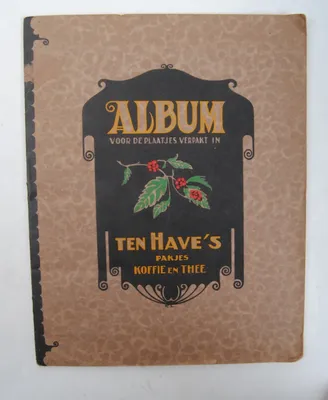 ALBUM
VOOR DE PLAATJES VERPAKT IN
TEN HAVE'S
PAKJES
KOFFIE EN THEE